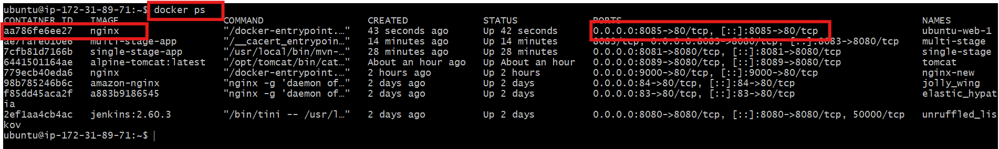 ubuntu@ip-172-31-89-71:~$ docker ps
CONTAINER ID IMAGE COMMAND CREATED STATUS PORTS NAMES
aa786fe6ee27 nginx "/docker-entrypoint.…" 43 seconds ago Up 42 seconds 0.0.0.0:8085->80/tcp, [::]:8085->80/tcp ubuntu-web-1
ae7fafe010e6 multi-stage-app "/__cacert_entrypoin…" 14 minutes ago Up 14 minutes 8085/tcp, 0.0.0.0:8083->8080/tcp, [::]:8083->8080/tcp multi-stage
7cfb81d7166b single-stage-app "/usr/local/bin/mvn-…" 28 minutes ago Up 28 minutes 0.0.0.0:8081->8080/tcp, [::]:8081->8080/tcp single-stage
6441501164ae alpine-tomcat:latest "/opt/tomcat/bin/cat…" About an hour ago Up About an hour 0.0.0.0:8089->8080/tcp, [::]:8089->8080/tcp tomcat
779ecb40eda6 nginx "/docker-entrypoint.…" 2 hours ago Up 2 hours 0.0.0.0:9000->80/tcp, [::]:9000->80/tcp nginx-new
98b785246b6c amazon-nginx "nginx -g 'daemon of…" 2 days ago Up 2 days 0.0.0.0:84->80/tcp, [::]:84->80/tcp jolly_wing
f85dd45aca2f a883b9186545 "nginx -g 'daemon of…" 2 days ago Up 2 days 0.0.0.0:83->80/tcp, [::]:83->80/tcp elastic_hypat
ia
2ef1aa4cb4ac jenkins:2.60.3 "/bin/tini -- /usr/l…" 2 days ago Up 2 days 0.0.0.0:8080->8080/tcp, [::]:8080->8080/tcp, 50000/tcp unruffled_lis
kov
ubuntu@ip-172-31-89-71:~$